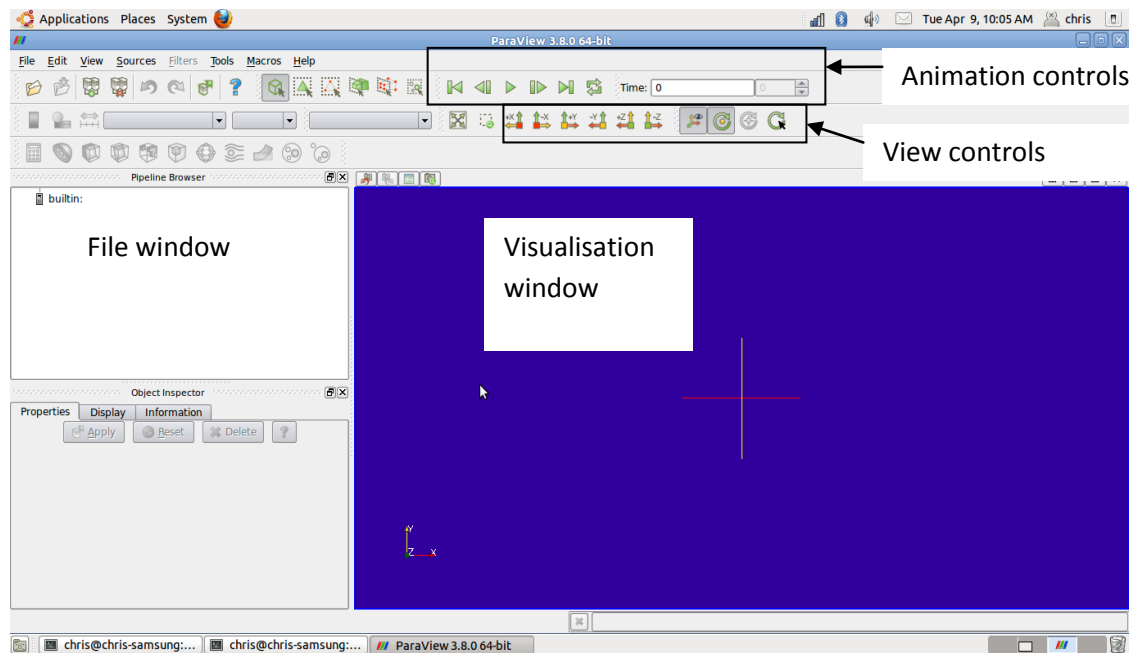 Applications Places System Tue Apr 9, 10:05 AM chris
ParaView 3.8.0 64-bit
File Edit View Sources Filters Tools Macros Help
Time: 0 0
Animation controls
+X -X +Y -Y +Z -Z
View controls
Pipeline Browser
builtin:
File window
Visualisation
window
Object Inspector
Properties Display Information
Apply Reset Delete ?
Y
Z X
chris@chris-samsung:... chris@chris-samsung:... ParaView 3.8.0 64-bit